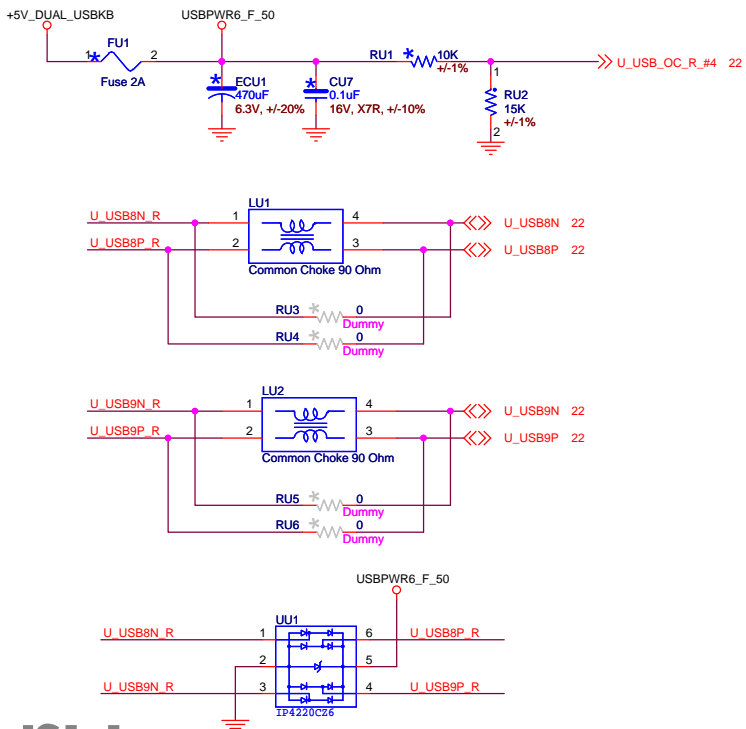 +5V_DUAL_USBKB
USBPWR6_F_50
FU1
1 2
Fuse 2A
ECU1
470uF
6.3V, +/-20%
CU7
0.1uF
16V, X7R, +/-10%
RU1 10K
+/-1%
1
RU2
15K
+/-1%
2
U_USB_OC_R_#4 22
LU1
U_USB8N_R 1 4 U_USB8N 22
U_USB8P_R 2 3 U_USB8P 22
Common Choke 90 Ohm
RU3 0
Dummy
RU4 0
Dummy
LU2
U_USB9N_R 1 4 U_USB9N 22
U_USB9P_R 2 3 U_USB9P 22
Common Choke 90 Ohm
RU5 0
Dummy
RU6 0
Dummy
USBPWR6_F_50
UU1
U_USB8N_R 1 6 U_USB8P_R
2 5
U_USB9N_R 3 4 U_USB9P_R
IP4220CZ6